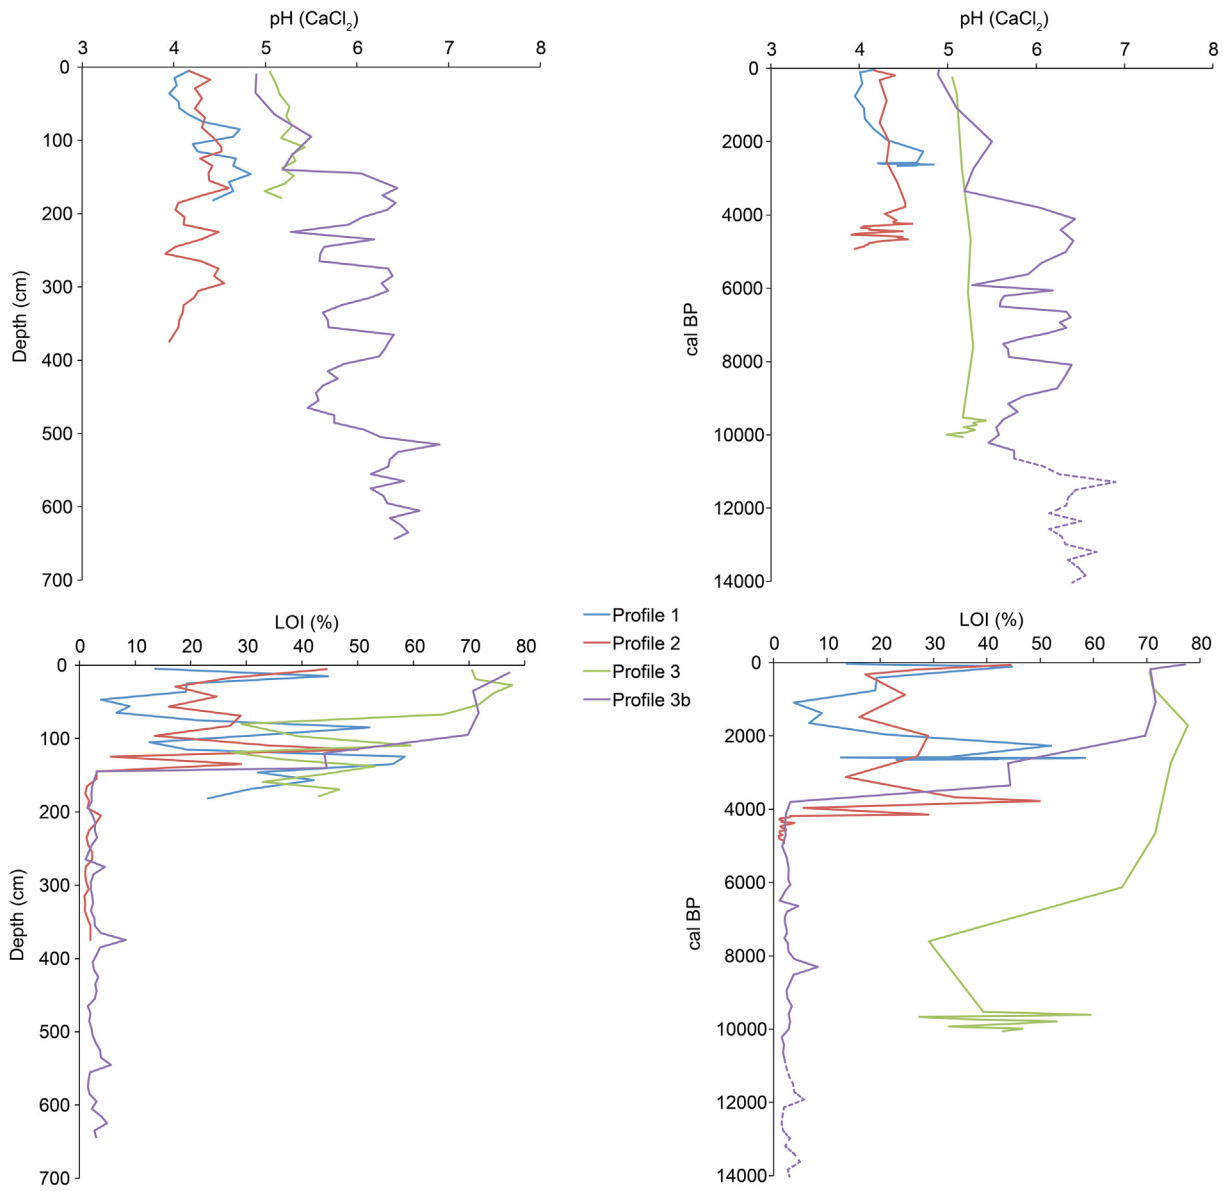 pH (CaCl2)
3 4 5 6 7 8
0
100
200
300
400
500
600
700
Depth (cm)
pH (CaCl2)
3 4 5 6 7 8
0
2000
4000
6000
8000
10000
12000
14000
cal BP
Profile 1
Profile 2
Profile 3
Profile 3b
LOI (%)
0 10 20 30 40 50 60 70 80
0
100
200
300
400
500
600
700
Depth (cm)
LOI (%)
0 10 20 30 40 50 60 70 80
0
2000
4000
6000
8000
10000
12000
14000
cal BP